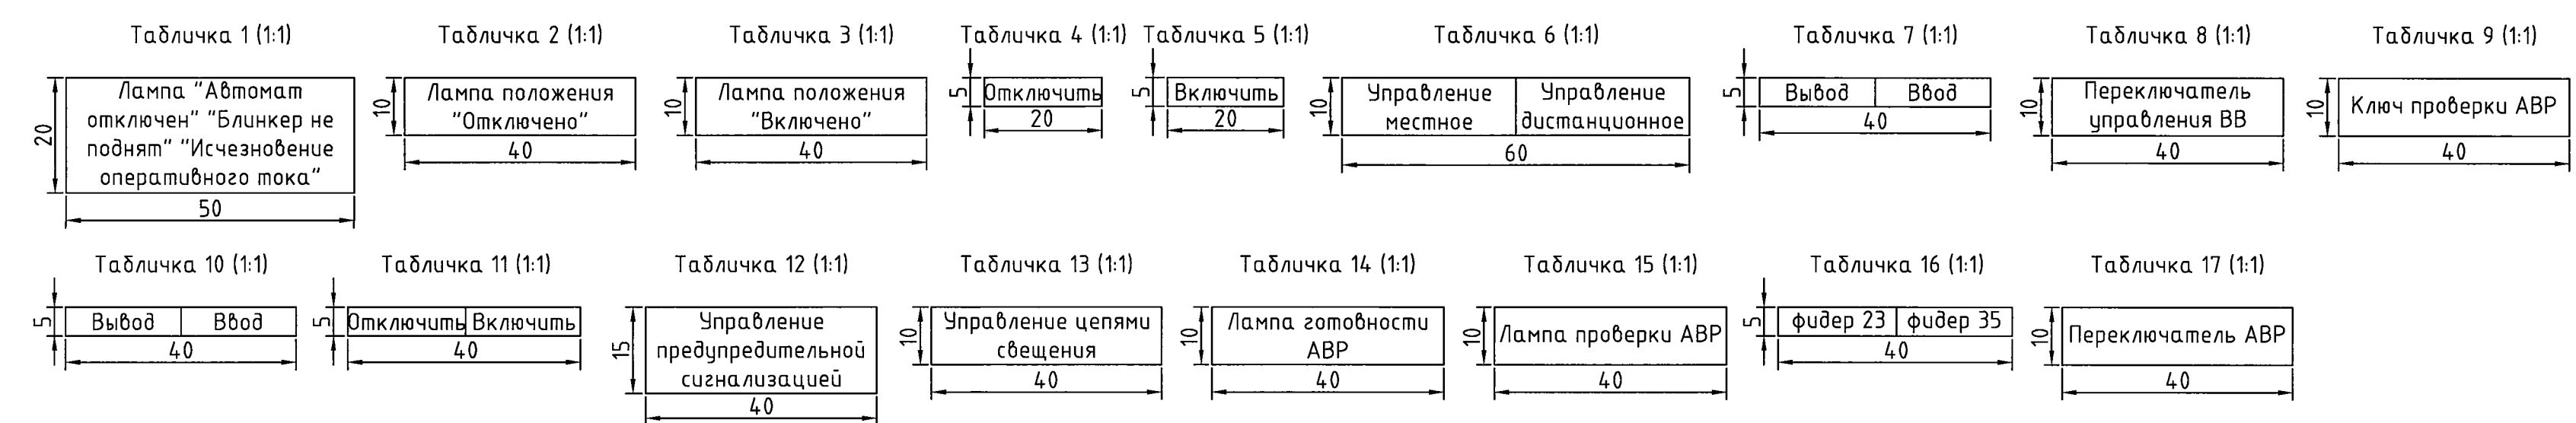 Табличка 1 (1:1)
Лампа "Автомат
отключен" "Блинкер не
поднят" "Исчезновение
оперативного тока"
20
50
Табличка 2 (1:1)
Лампа положения
"Отключено"
10
40
Табличка 3 (1:1)
Лампа положения
"Включено"
10
40
Табличка 4 (1:1)
Отключить
5
20
Табличка 5 (1:1)
Включить
5
20
Табличка 6 (1:1)
Управление
местное
Управление
дистанционное
10
60
Табличка 7 (1:1)
Вывод
Ввод
5
40
Табличка 8 (1:1)
Переключатель
управления ВВ
10
40
Табличка 9 (1:1)
Ключ проверки АВР
10
40
Табличка 10 (1:1)
Вывод
Ввод
5
40
Табличка 11 (1:1)
Отключить
Включить
5
40
Табличка 12 (1:1)
Управление
предупредительной
сигнализацией
15
40
Табличка 13 (1:1)
Управление цепями
свещения
10
40
Табличка 14 (1:1)
Лампа готовности
АВР
10
40
Табличка 15 (1:1)
Лампа проверки АВР
10
40
Табличка 16 (1:1)
фидер 23
фидер 35
5
40
Табличка 17 (1:1)
Переключатель АВР
10
40